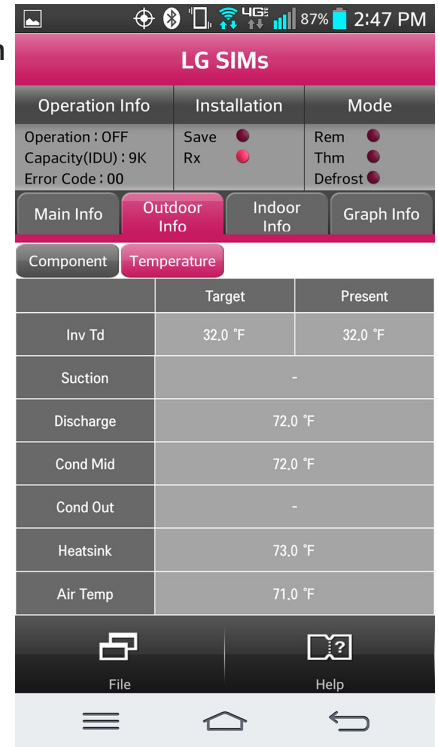 4G 87% 2:47 PM
n
LG SIMs
Operation Info Installation Mode
Operation : OFF Save Rem
Capacity(IDU) : 9K Rx Thm
Error Code : 00 Defrost
Main Info Outdoor Info Indoor Info Graph Info
Component Temperature
Target Present
Inv Td 32,0 °F 32,0 °F
Suction -
Discharge 72,0 °F
Cond Mid 72,0 °F
Cond Out -
Heatsink 73,0 °F
Air Temp 71,0 °F
?
File Help